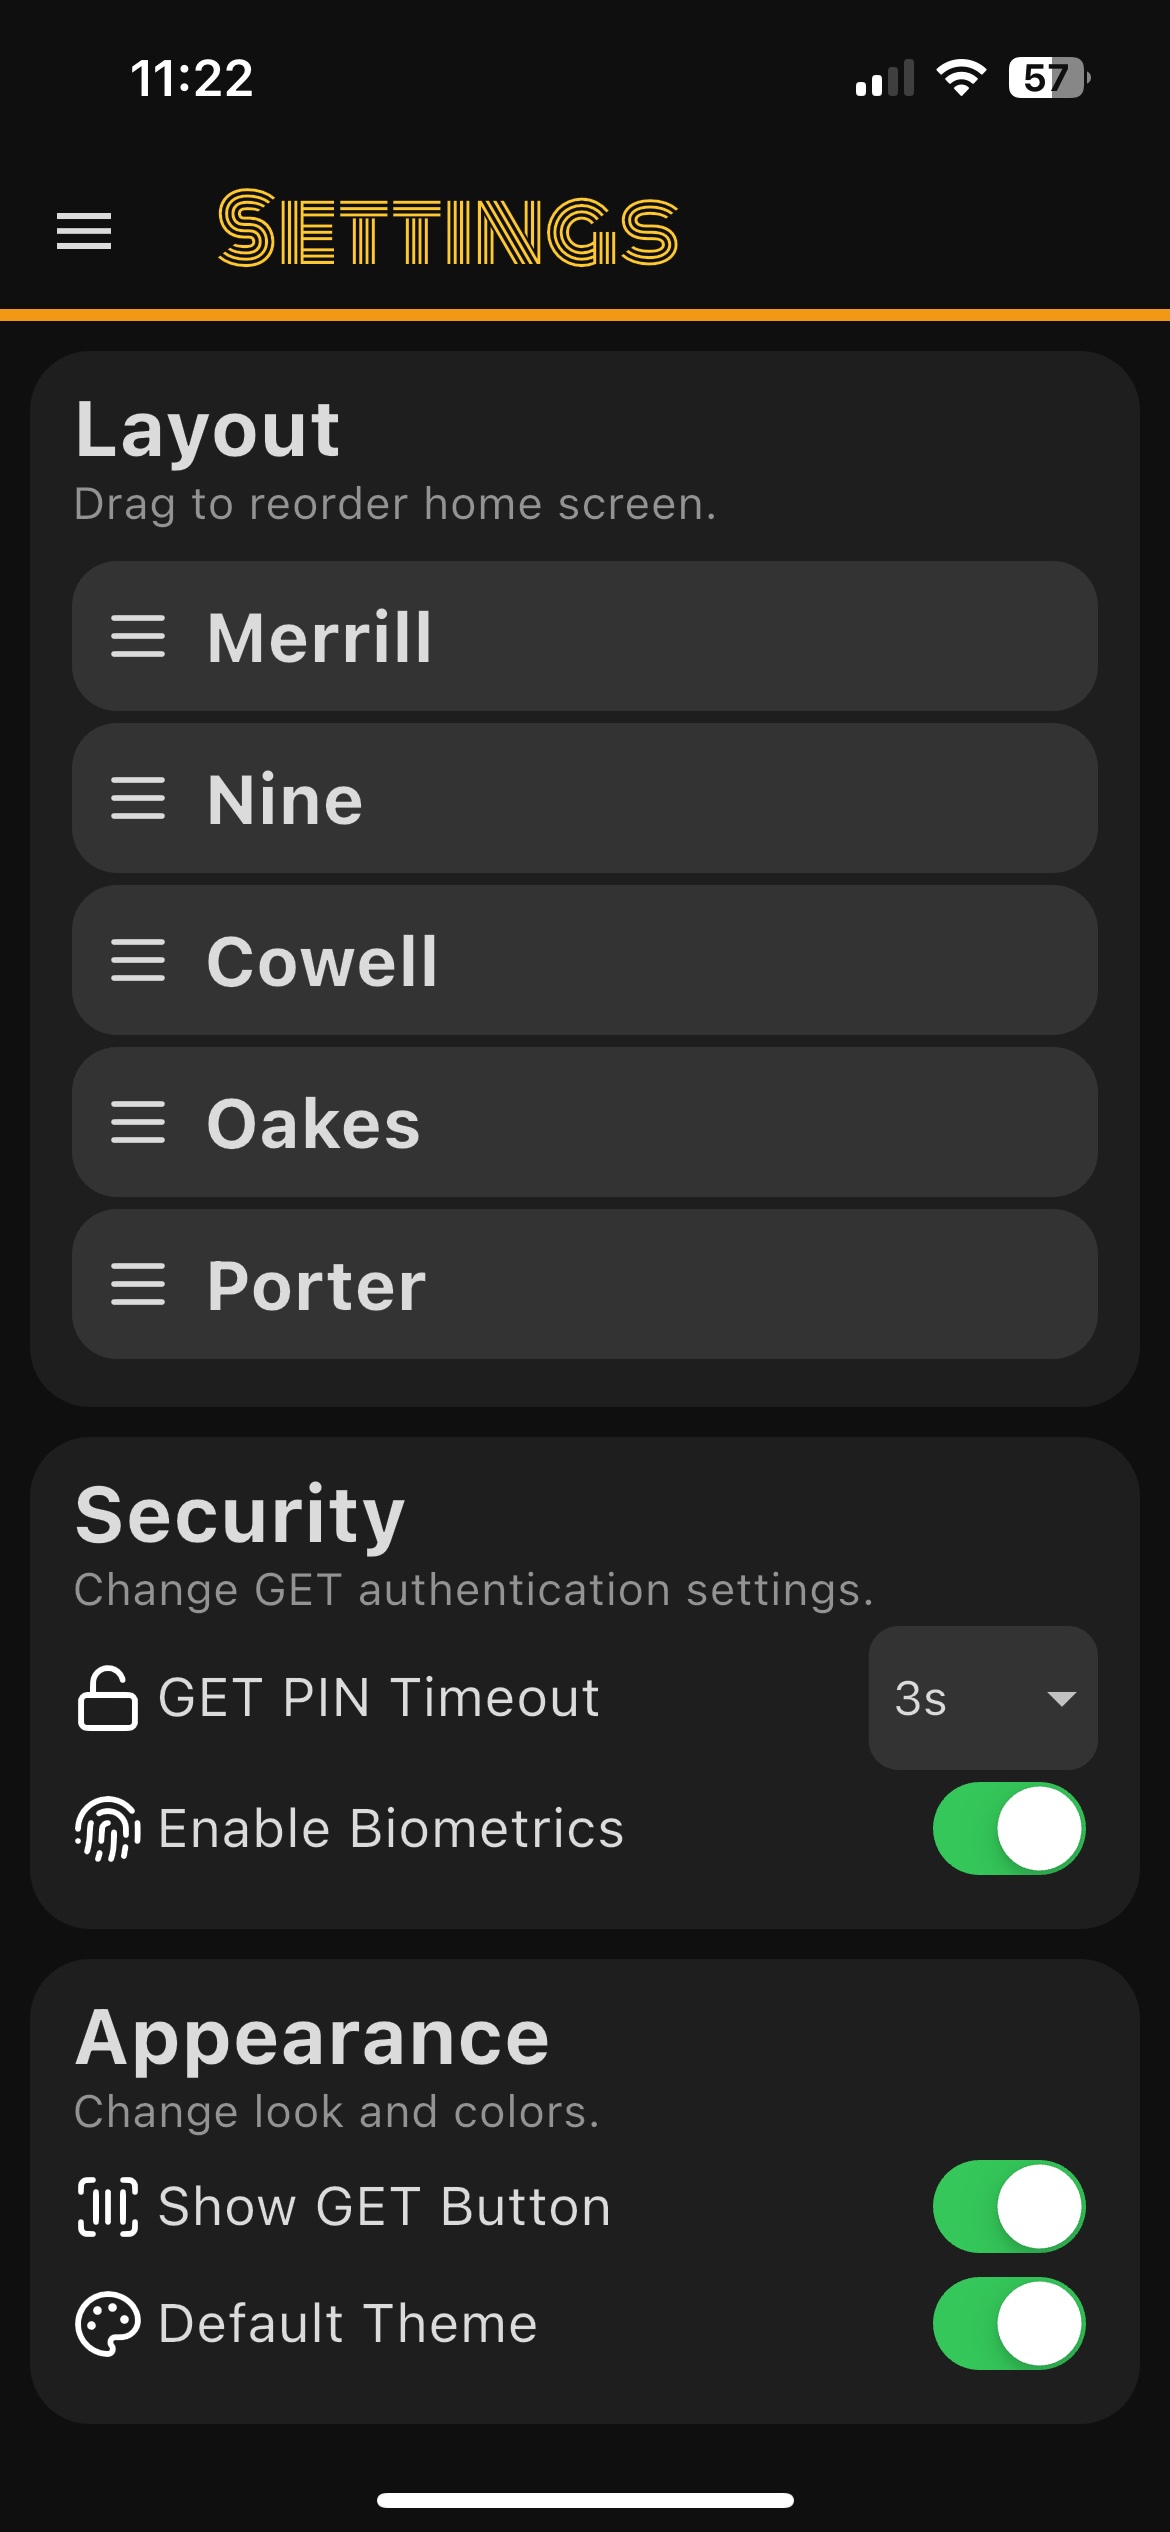 11:22
57
SETTINGS
Layout
Drag to reorder home screen.
Merrill
Nine
Cowell
Oakes
Porter
Security
Change GET authentication settings.
GET PIN Timeout
3s
Enable Biometrics
Appearance
Change look and colors.
Show GET Button
Default Theme